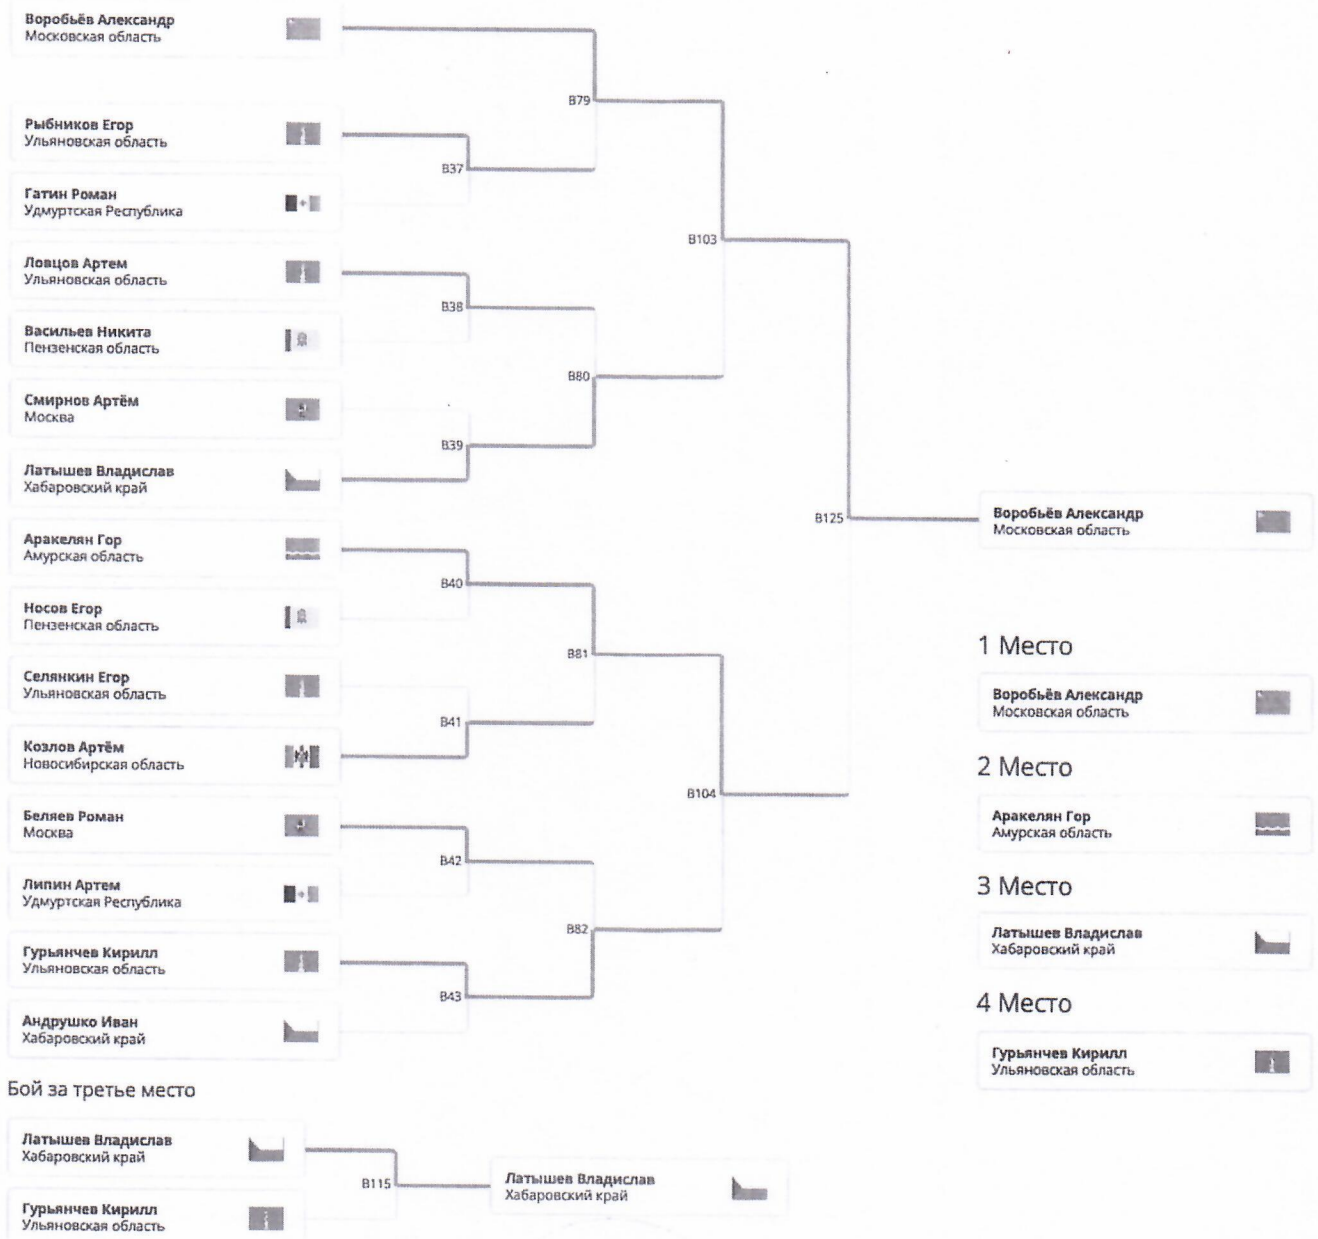 Воробьёв Александр
Московская область
B79
Рыбников Егор
Ульяновская область
B37
Гатин Роман
Удмуртская Республика
B103
Ловцов Артем
Ульяновская область
B38
Васильев Никита
Пензенская область
B80
Смирнов Артём
Москва
B39
Латышев Владислав
Хабаровский край
B125
Воробьёв Александр
Московская область
Аракелян Гор
Амурская область
B40
Носов Егор
Пензенская область
B81
Селянкин Егор
Ульяновская область
B41
Козлов Артём
Новосибирская область
B104
Беляев Роман
Москва
B42
Липин Артем
Удмуртская Республика
B82
Гурьянчев Кирилл
Ульяновская область
B43
Андрушко Иван
Хабаровский край
1 Место
Воробьёв Александр
Московская область
2 Место
Аракелян Гор
Амурская область
3 Место
Латышев Владислав
Хабаровский край
4 Место
Гурьянчев Кирилл
Ульяновская область
Бой за третье место
Латышев Владислав
Хабаровский край
B115
Латышев Владислав
Хабаровский край
Гурьянчев Кирилл
Ульяновская область